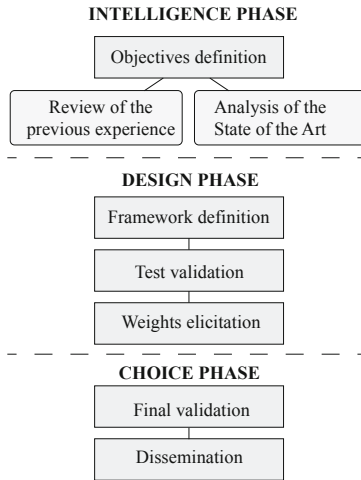 INTELLIGENCE PHASE
Objectives definition
Review of the
previous experience
Analysis of the
State of the Art
DESIGN PHASE
Framework definition
Test validation
Weights elicitation
CHOICE PHASE
Final validation
Dissemination